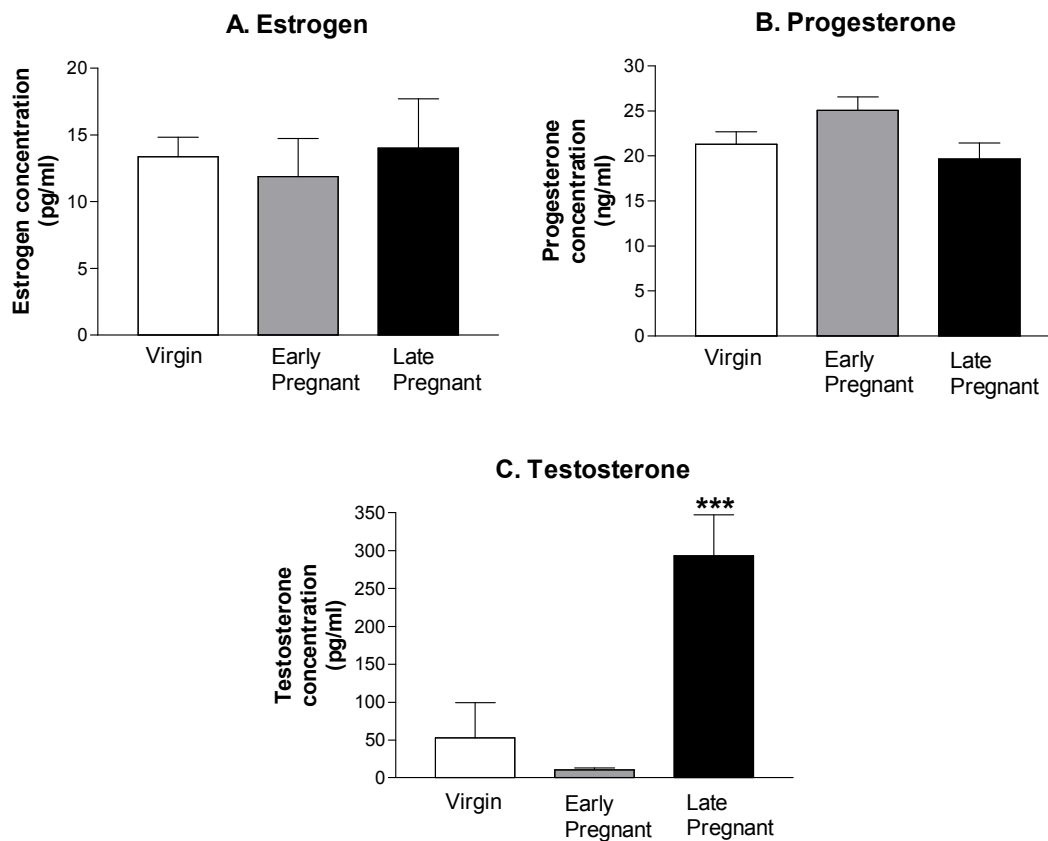 A. Estrogen
Estrogen concentration
(pg/ml)
20
15
10
5
0
Virgin
Early
Pregnant
Late
Pregnant
B. Progesterone
Progesterone
concentration
(ng/ml)
30
25
20
15
10
5
0
Virgin
Early
Pregnant
Late
Pregnant
C. Testosterone
Testosterone
concentration
(pg/ml)
350
300
250
200
150
100
50
0
***
Virgin
Early
Pregnant
Late
Pregnant